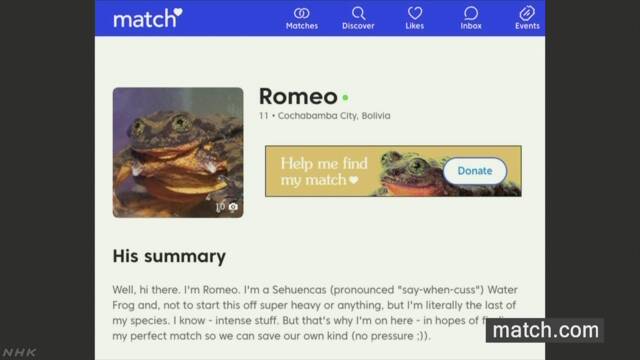 match
Matches
Discover
Likes
Inbox
Events
Romeo
11 • Cochabamba City, Bolivia
10
Help me find
my match
Donate
His summary
Well, hi there. I'm Romeo. I'm a Sehuencas (pronounced "say-when-cuss") Water
Frog and, not to start this off super heavy or anything, but I'm literally the last of
my species. I know - intense stuff. But that's why I'm on here - in hopes of
my perfect match so we can save our own kind (no pressure ;)).
match.com
NHK